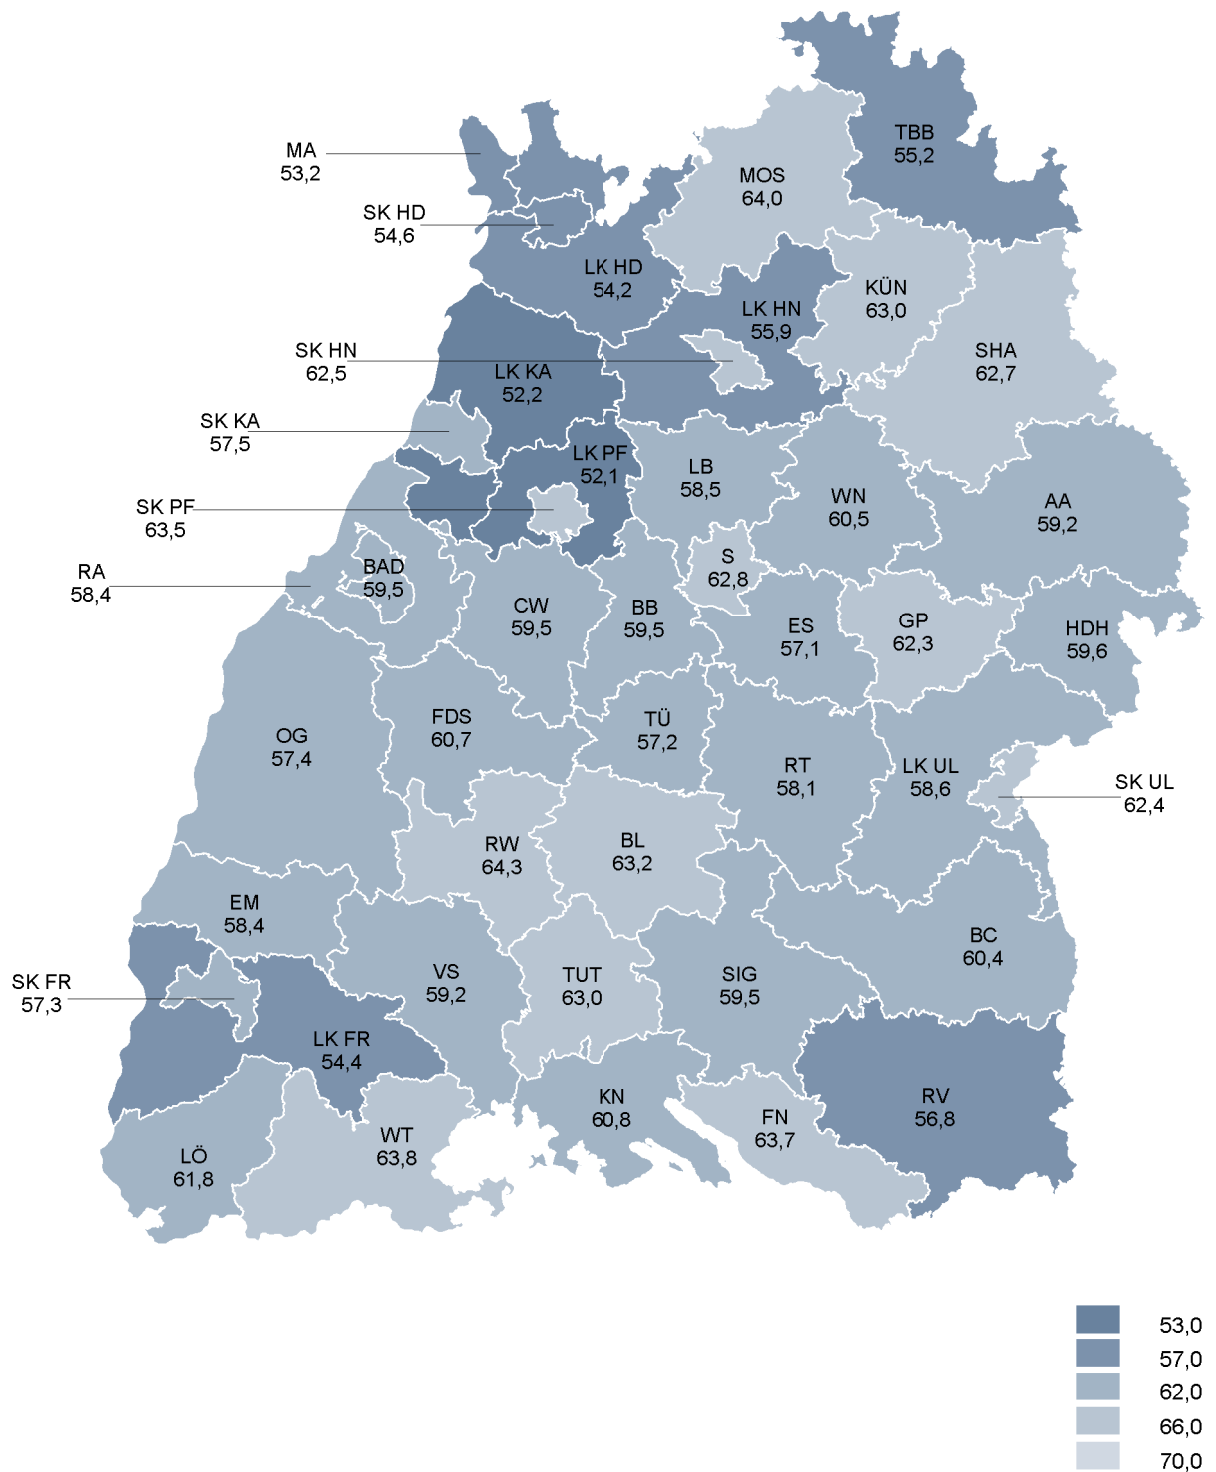 TBB
55,2
MA
53,2
MOS
64,0
SK HD
54,6
LK HD
54,2
KÜN
63,0
LK HN
55,9
SK HN
62,5
SHA
62,7
LK KA
52,2
SK KA
57,5
LK PF
52,1
LB
58,5
WN
60,5
AA
59,2
SK PF
63,5
S
62,8
RA
58,4
BAD
59,5
CW
59,5
BB
59,5
ES
57,1
GP
62,3
HDH
59,6
FDS
60,7
TÜ
57,2
OG
57,4
RT
58,1
LK UL
58,6
SK UL
62,4
RW
64,3
BL
63,2
EM
58,4
BC
60,4
SK FR
57,3
VS
59,2
TUT
63,0
SIG
59,5
LK FR
54,4
KN
60,8
RV
56,8
FN
63,7
WT
63,8
LÖ
61,8
53,0
57,0
62,0
66,0
70,0